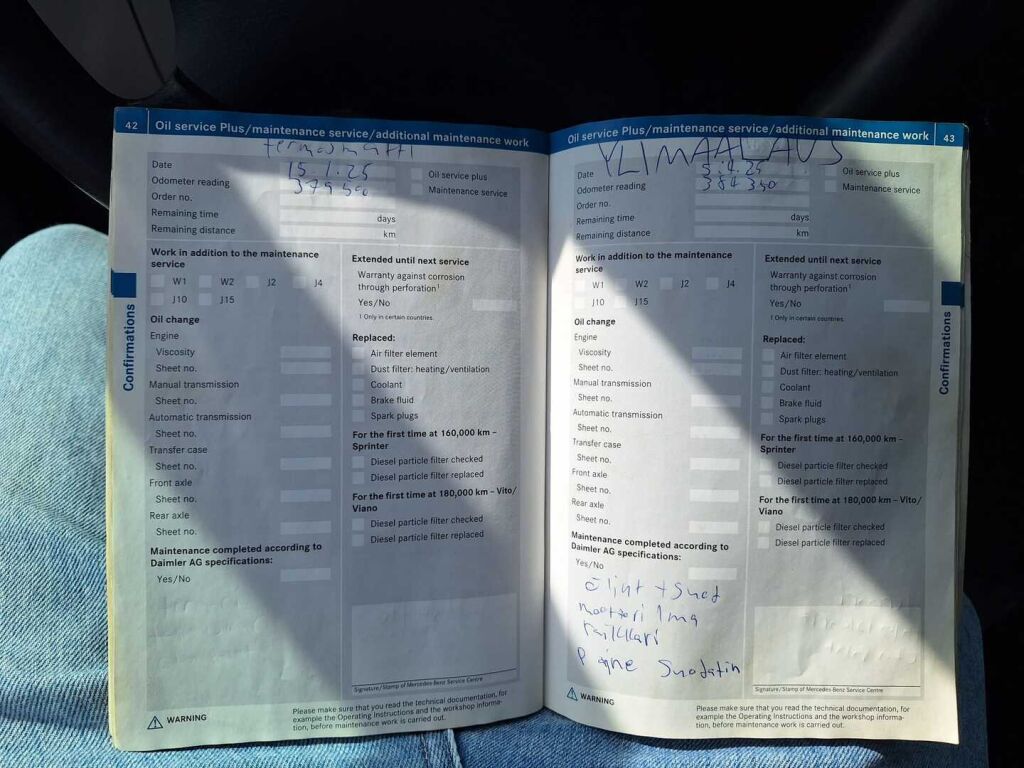 42
Oil service Plus/maintenance service/additional maintenance work
termosmatti
Date
15.1.25
Oil service plus
Odometer reading
379590
Maintenance service
Order no.
Remaining time
days
Remaining distance
km
Work in addition to the maintenance
service
W1 W2 J2 J4
J10 J15
Oil change
Engine
Viscosity
Sheet no.
Manual transmission
Sheet no.
Automatic transmission
Sheet no.
Transfer case
Sheet no.
Front axle
Sheet no.
Rear axle
Sheet no.
Maintenance completed according to
Daimler AG specifications:
Yes/No
Extended until next service
Warranty against corrosion
through perforation¹
Yes/No
1 Only in certain countries.
Replaced:
Air filter element
Dust filter: heating/ventilation
Coolant
Brake fluid
Spark plugs
For the first time at 160,000 km –
Sprinter
Diesel particle filter checked
Diesel particle filter replaced
For the first time at 180,000 km – Vito/
Viano
Diesel particle filter checked
Diesel particle filter replaced
Signature/Stamp of Mercedes-Benz Service Centre
WARNING
Please make sure that you read the technical documentation, for
example the Operating Instructions and the workshop informa-
tion, before maintenance work is carried out.
Confirmations
Oil service Plus/maintenance service/additional maintenance work
43
Date
Oil service plus
Odometer reading
384350
Maintenance service
Order no.
Remaining time
days
Remaining distance
km
Work in addition to the maintenance
service
W1 W2 J2 J4
J10 J15
Oil change
Engine
Viscosity
Sheet no.
Manual transmission
Sheet no.
Automatic transmission
Sheet no.
Transfer case
Sheet no.
Front axle
Sheet no.
Rear axle
Sheet no.
Maintenance completed according to
Daimler AG specifications:
Yes/No
öljyt + Suod
moottori Ilma
raitikkari
Paine Suodatin
Extended until next service
Warranty against corrosion
through perforation¹
Yes/No
1 Only in certain countries.
Replaced:
Air filter element
Dust filter: heating/ventilation
Coolant
Brake fluid
Spark plugs
For the first time at 160,000 km –
Sprinter
Diesel particle filter checked
Diesel particle filter replaced
For the first time at 180,000 km – Vito/
Viano
Diesel particle filter checked
Diesel particle filter replaced
Signature/Stamp of Mercedes-Benz Service Centre
WARNING
Please make sure that you read the technical documentation, for
example the Operating Instructions and the workshop informa-
tion, before maintenance work is carried out.
Confirmations